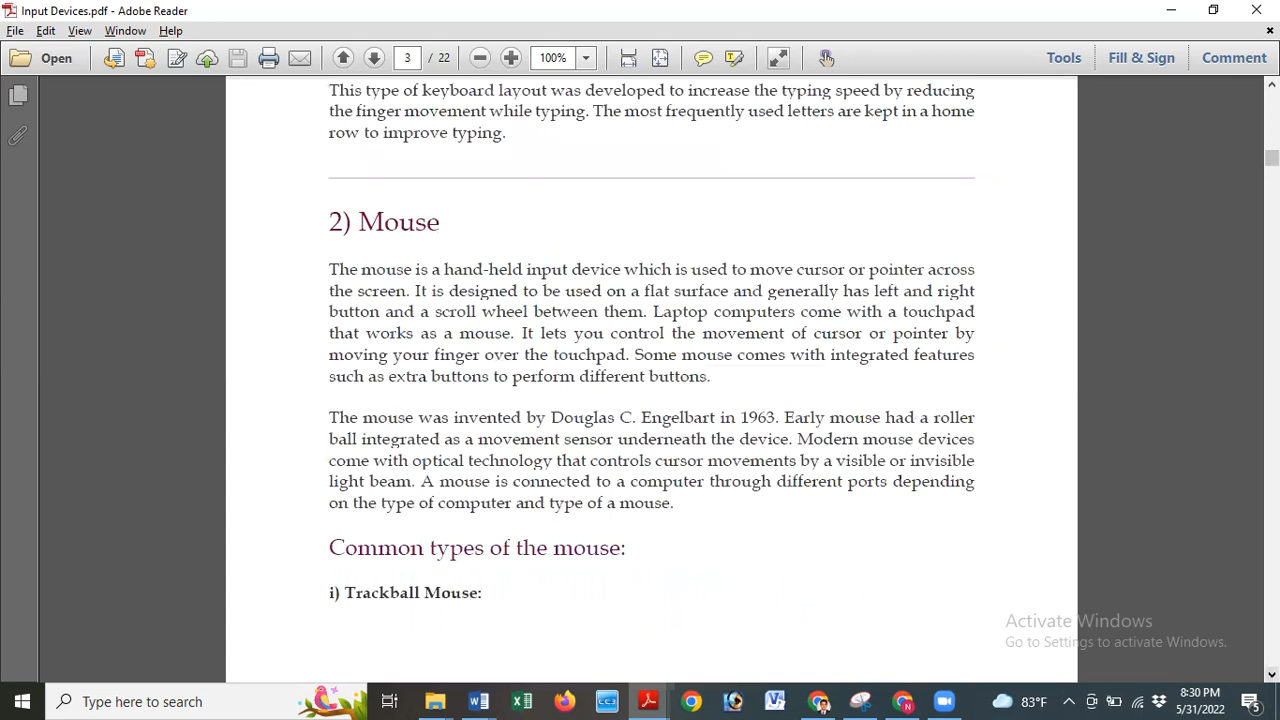 Input Devices.pdf - Adobe Reader
File Edit View Window Help
Open 3 / 22 100% Tools Fill & Sign Comment
This type of keyboard layout was developed to increase the typing speed by reducing
the finger movement while typing. The most frequently used letters are kept in a home
row to improve typing.
2) Mouse
The mouse is a hand-held input device which is used to move cursor or pointer across
the screen. It is designed to be used on a flat surface and generally has left and right
button and a scroll wheel between them. Laptop computers come with a touchpad
that works as a mouse. It lets you control the movement of cursor or pointer by
moving your finger over the touchpad. Some mouse comes with integrated features
such as extra buttons to perform different buttons.
The mouse was invented by Douglas C. Engelbart in 1963. Early mouse had a roller
ball integrated as a movement sensor underneath the device. Modern mouse devices
come with optical technology that controls cursor movements by a visible or invisible
light beam. A mouse is connected to a computer through different ports depending
on the type of computer and type of a mouse.
Common types of the mouse:
i) Trackball Mouse:
Activate Windows
Go to Settings to activate Windows.
Type here to search
83°F
8:30 PM
5/31/2022
5